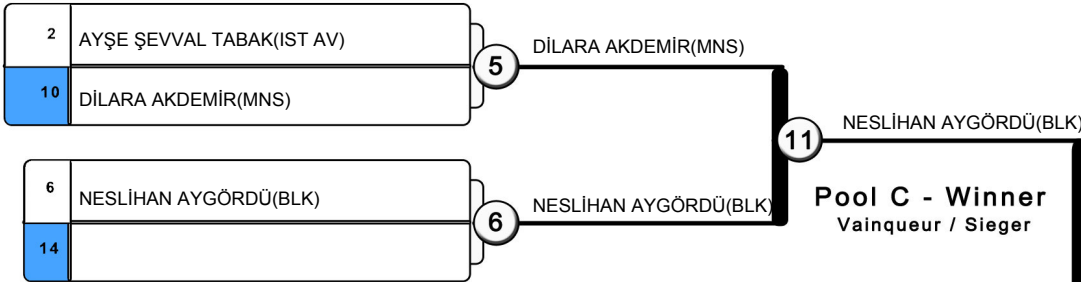 2 AYŞE ŞEVVAL TABAK(IST AV)
10 DİLARA AKDEMİR(MNS)
5 DİLARA AKDEMİR(MNS)
6 NESLİHAN AYGÖRDÜ(BLK)
14
6 NESLİHAN AYGÖRDÜ(BLK)
11 NESLİHAN AYGÖRDÜ(BLK)
Pool C - Winner
Vainqueur / Sieger